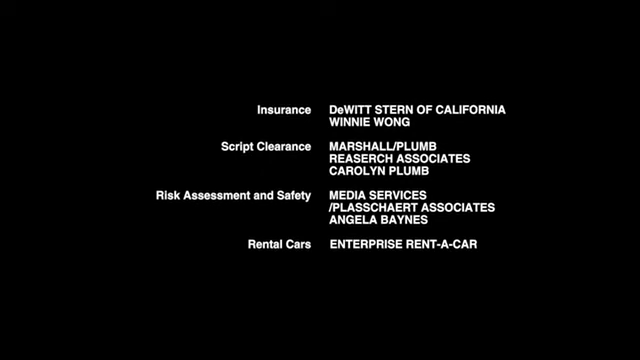 Insurance DeWITT STERN OF CALIFORNIA
WINNIE WONG
Script Clearance MARSHALL/PLUMB
REASERCH ASSOCIATES
CAROLYN PLUMB
Risk Assessment and Safety MEDIA SERVICES
/PLASSCHAERT ASSOCIATES
ANGELA BAYNES
Rental Cars ENTERPRISE RENT-A-CAR